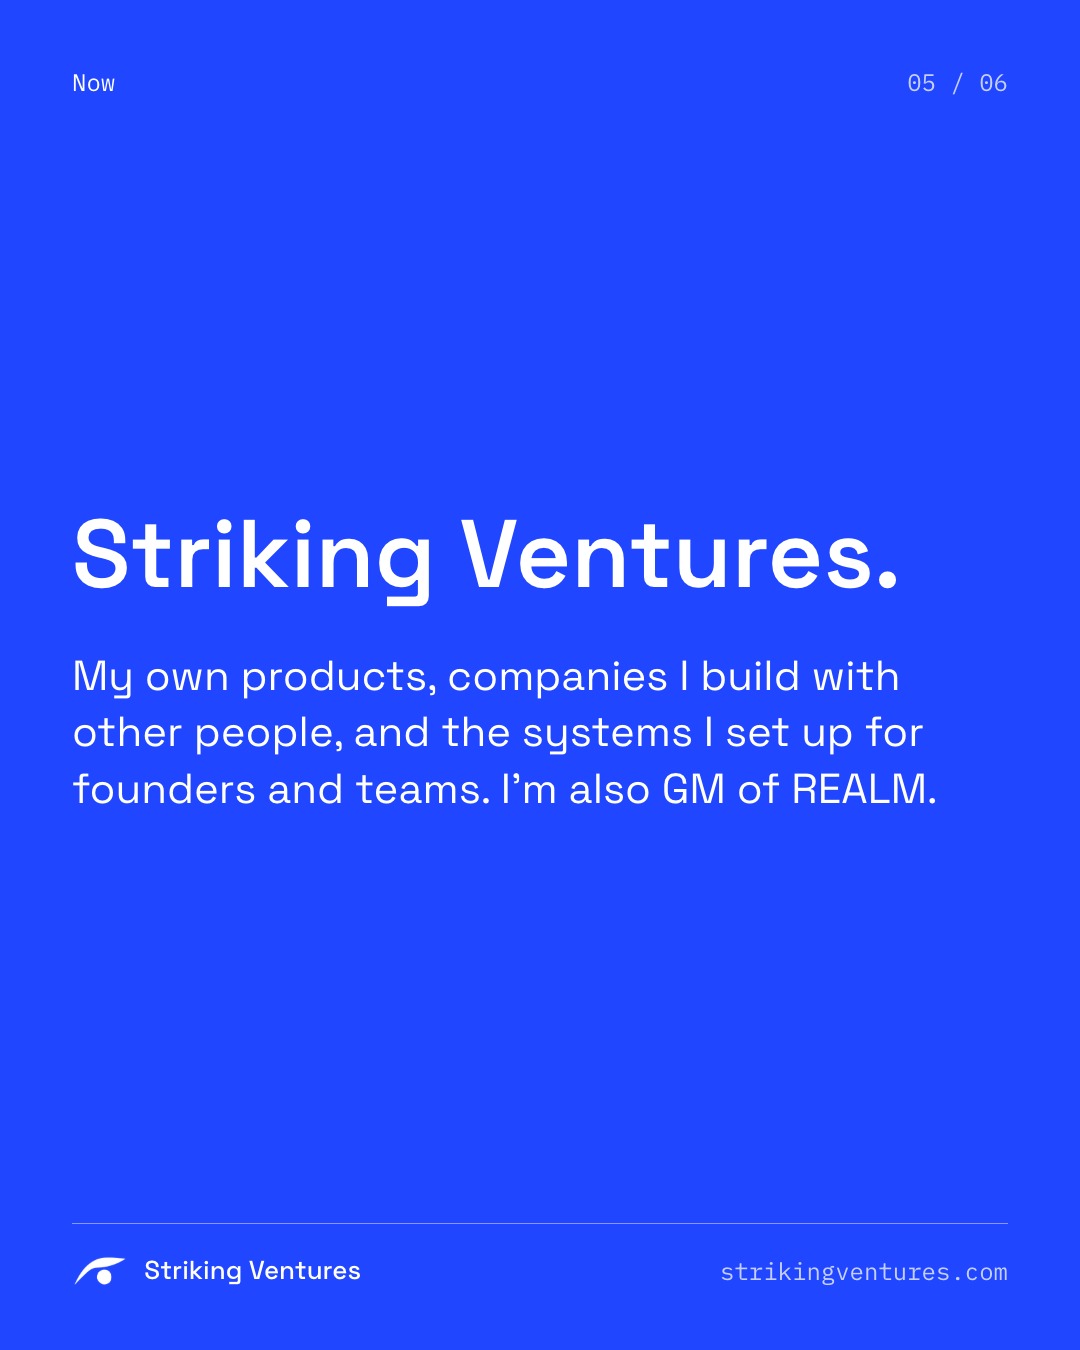 Now
05 / 06
Striking Ventures.
My own products, companies I build with
other people, and the systems I set up for
founders and teams. I’m also GM of REALM.
Striking Ventures
strikingventures.com